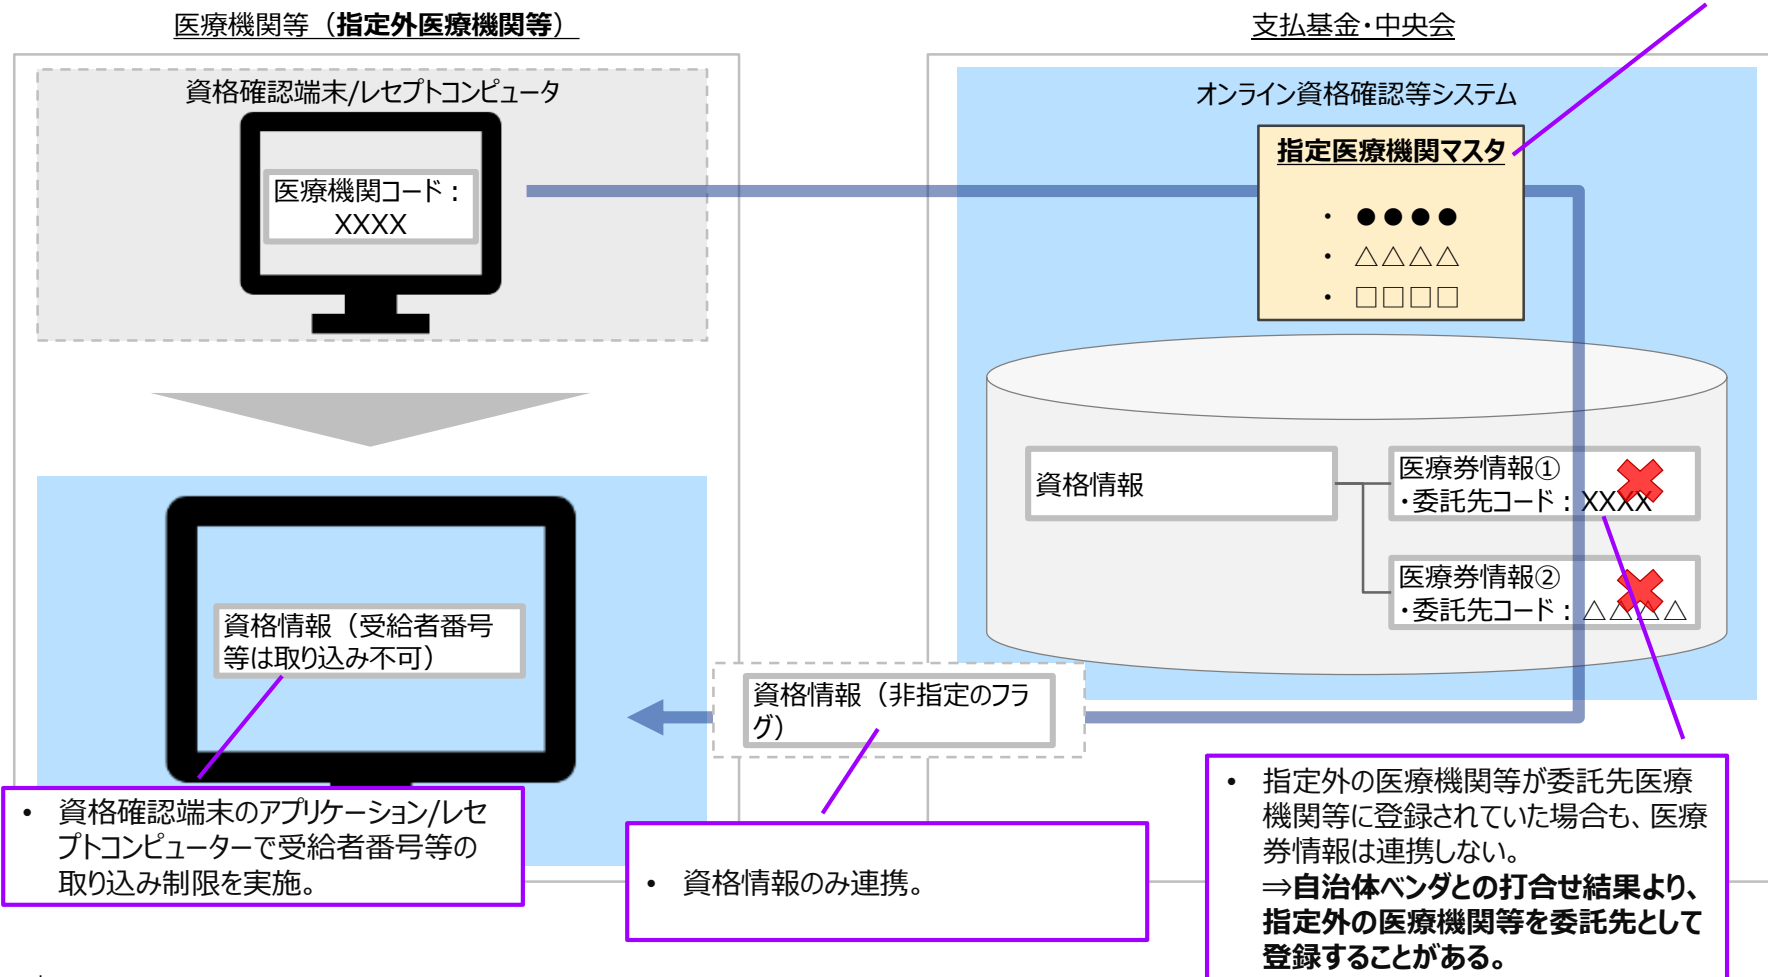 医療機関等（指定外医療機関等）
支払基金・中央会
資格確認端末/レセプトコンピュータ
医療機関コード：
XXXX
オンライン資格確認等システム
指定医療機関マスタ
• ●●●●
• △△△△
• □□□□
資格情報
医療券情報①
・委託先コード：XXXX
医療券情報②
・委託先コード：△△△△
資格情報（受給者番号
等は取り込み不可）
資格情報（非指定のフラ
グ）
• 資格確認端末のアプリケーション/レセ
プトコンピューターで受給者番号等の
取り込み制限を実施。
• 資格情報のみ連携。
• 指定外の医療機関等が委託先医療
機関等に登録されていた場合も、医療
券情報は連携しない。
⇒自治体ベンダとの打合せ結果より、
指定外の医療機関等を委託先として
登録することがある。